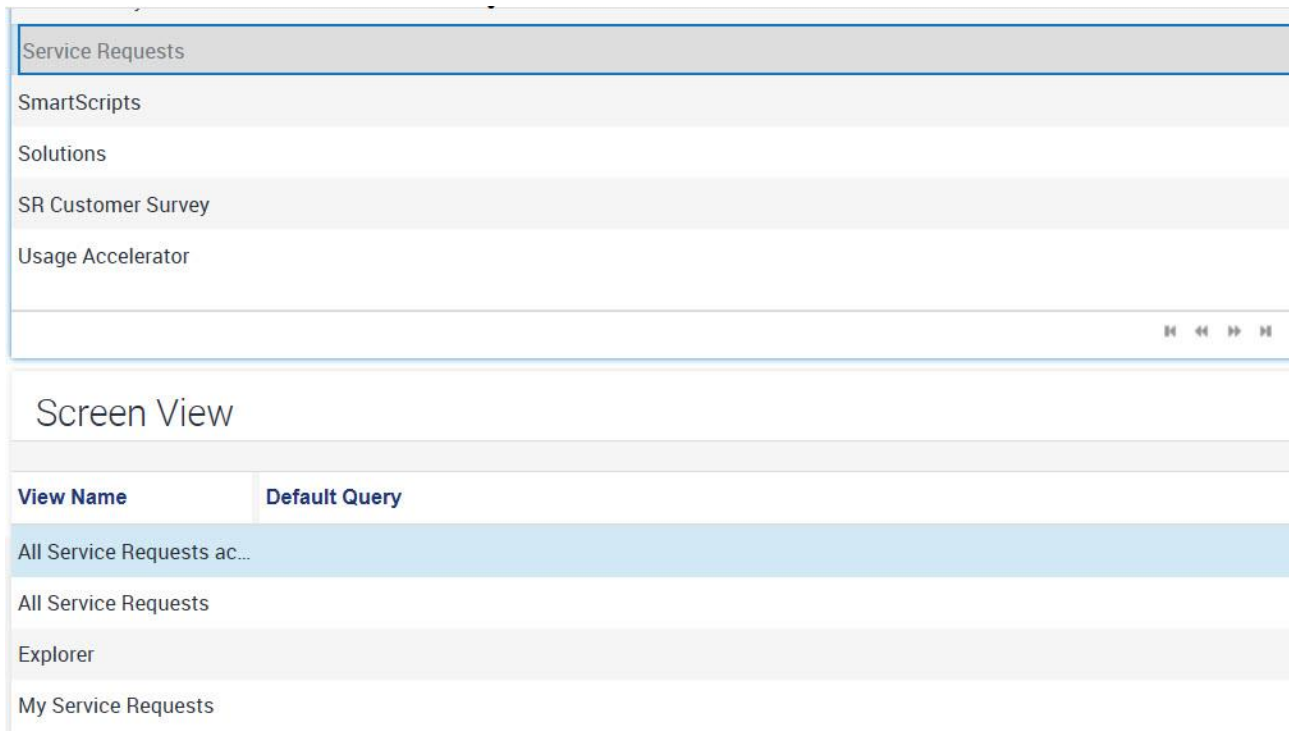 Service Requests
SmartScripts
Solutions
SR Customer Survey
Usage Accelerator
Screen View
View Name Default Query
All Service Requests ac...
All Service Requests
Explorer
My Service Requests